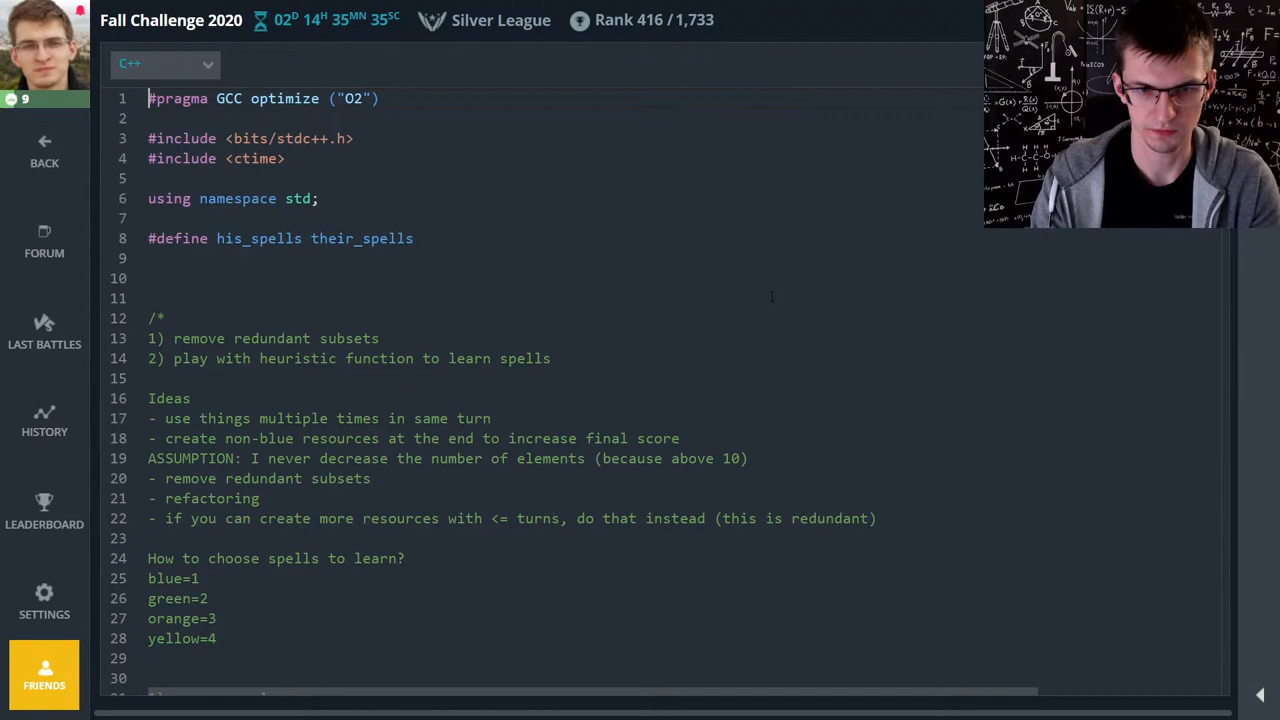 Fall Challenge 2020 02D 14H 35MN 35SC Silver League Rank 416 / 1,733
9
BACK
FORUM
LAST BATTLES
HISTORY
LEADERBOARD
SETTINGS
FRIENDS
C++
1 #pragma GCC optimize ("O2")
2
3 #include <bits/stdc++.h>
4 #include <ctime>
5
6 using namespace std;
7
8 #define his_spells their_spells
9
10
11
12 /*
13 1) remove redundant subsets
14 2) play with heuristic function to learn spells
15
16 Ideas
17 - use things multiple times in same turn
18 - create non-blue resources at the end to increase final score
19 ASSUMPTION: I never decrease the number of elements (because above 10)
20 - remove redundant subsets
21 - refactoring
22 - if you can create more resources with <= turns, do that instead (this is redundant)
23
24 How to choose spells to learn?
25 blue=1
26 green=2
27 orange=3
28 yellow=4
29
30